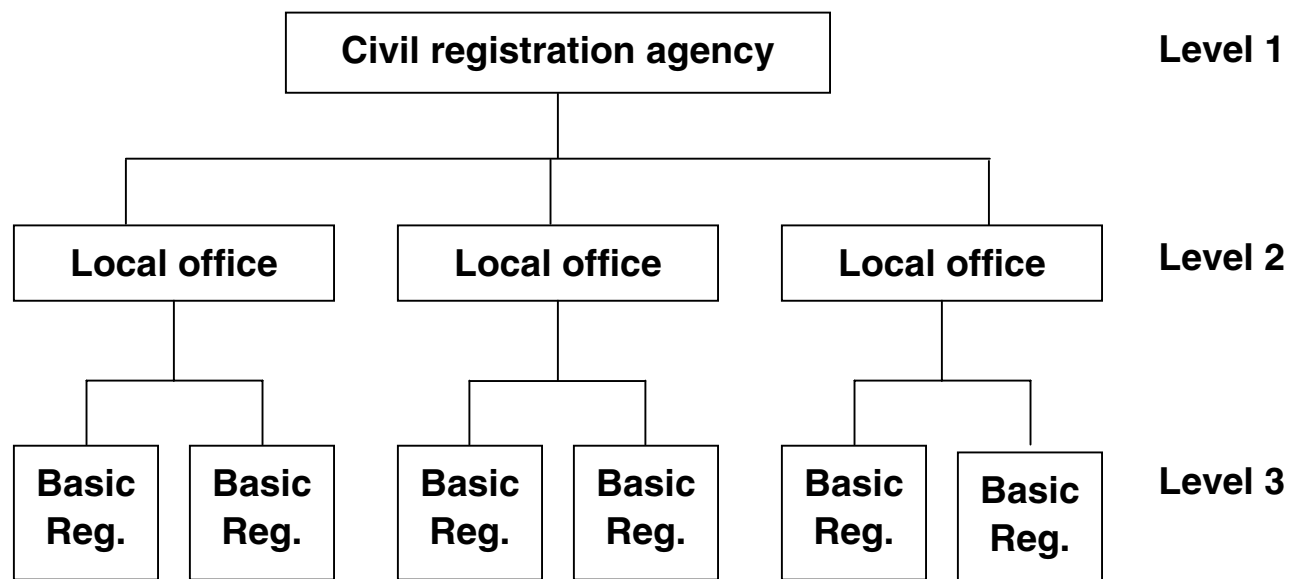 Civil registration agency
Level 1
Local office
Local office
Local office
Level 2
Basic
Reg.
Basic
Reg.
Basic
Reg.
Basic
Reg.
Basic
Reg.
Basic
Reg.
Level 3